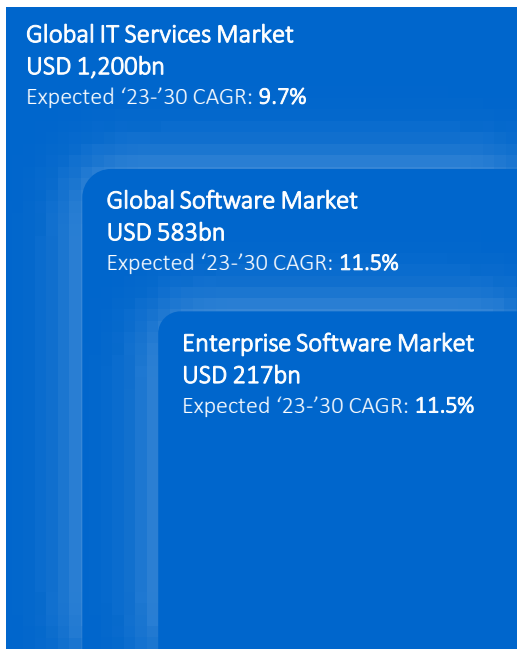 Global IT Services Market
USD 1,200bn
Expected ‘23-’30 CAGR: 9.7%
Global Software Market
USD 583bn
Expected ‘23-’30 CAGR: 11.5%
Enterprise Software Market
USD 217bn
Expected ‘23-’30 CAGR: 11.5%